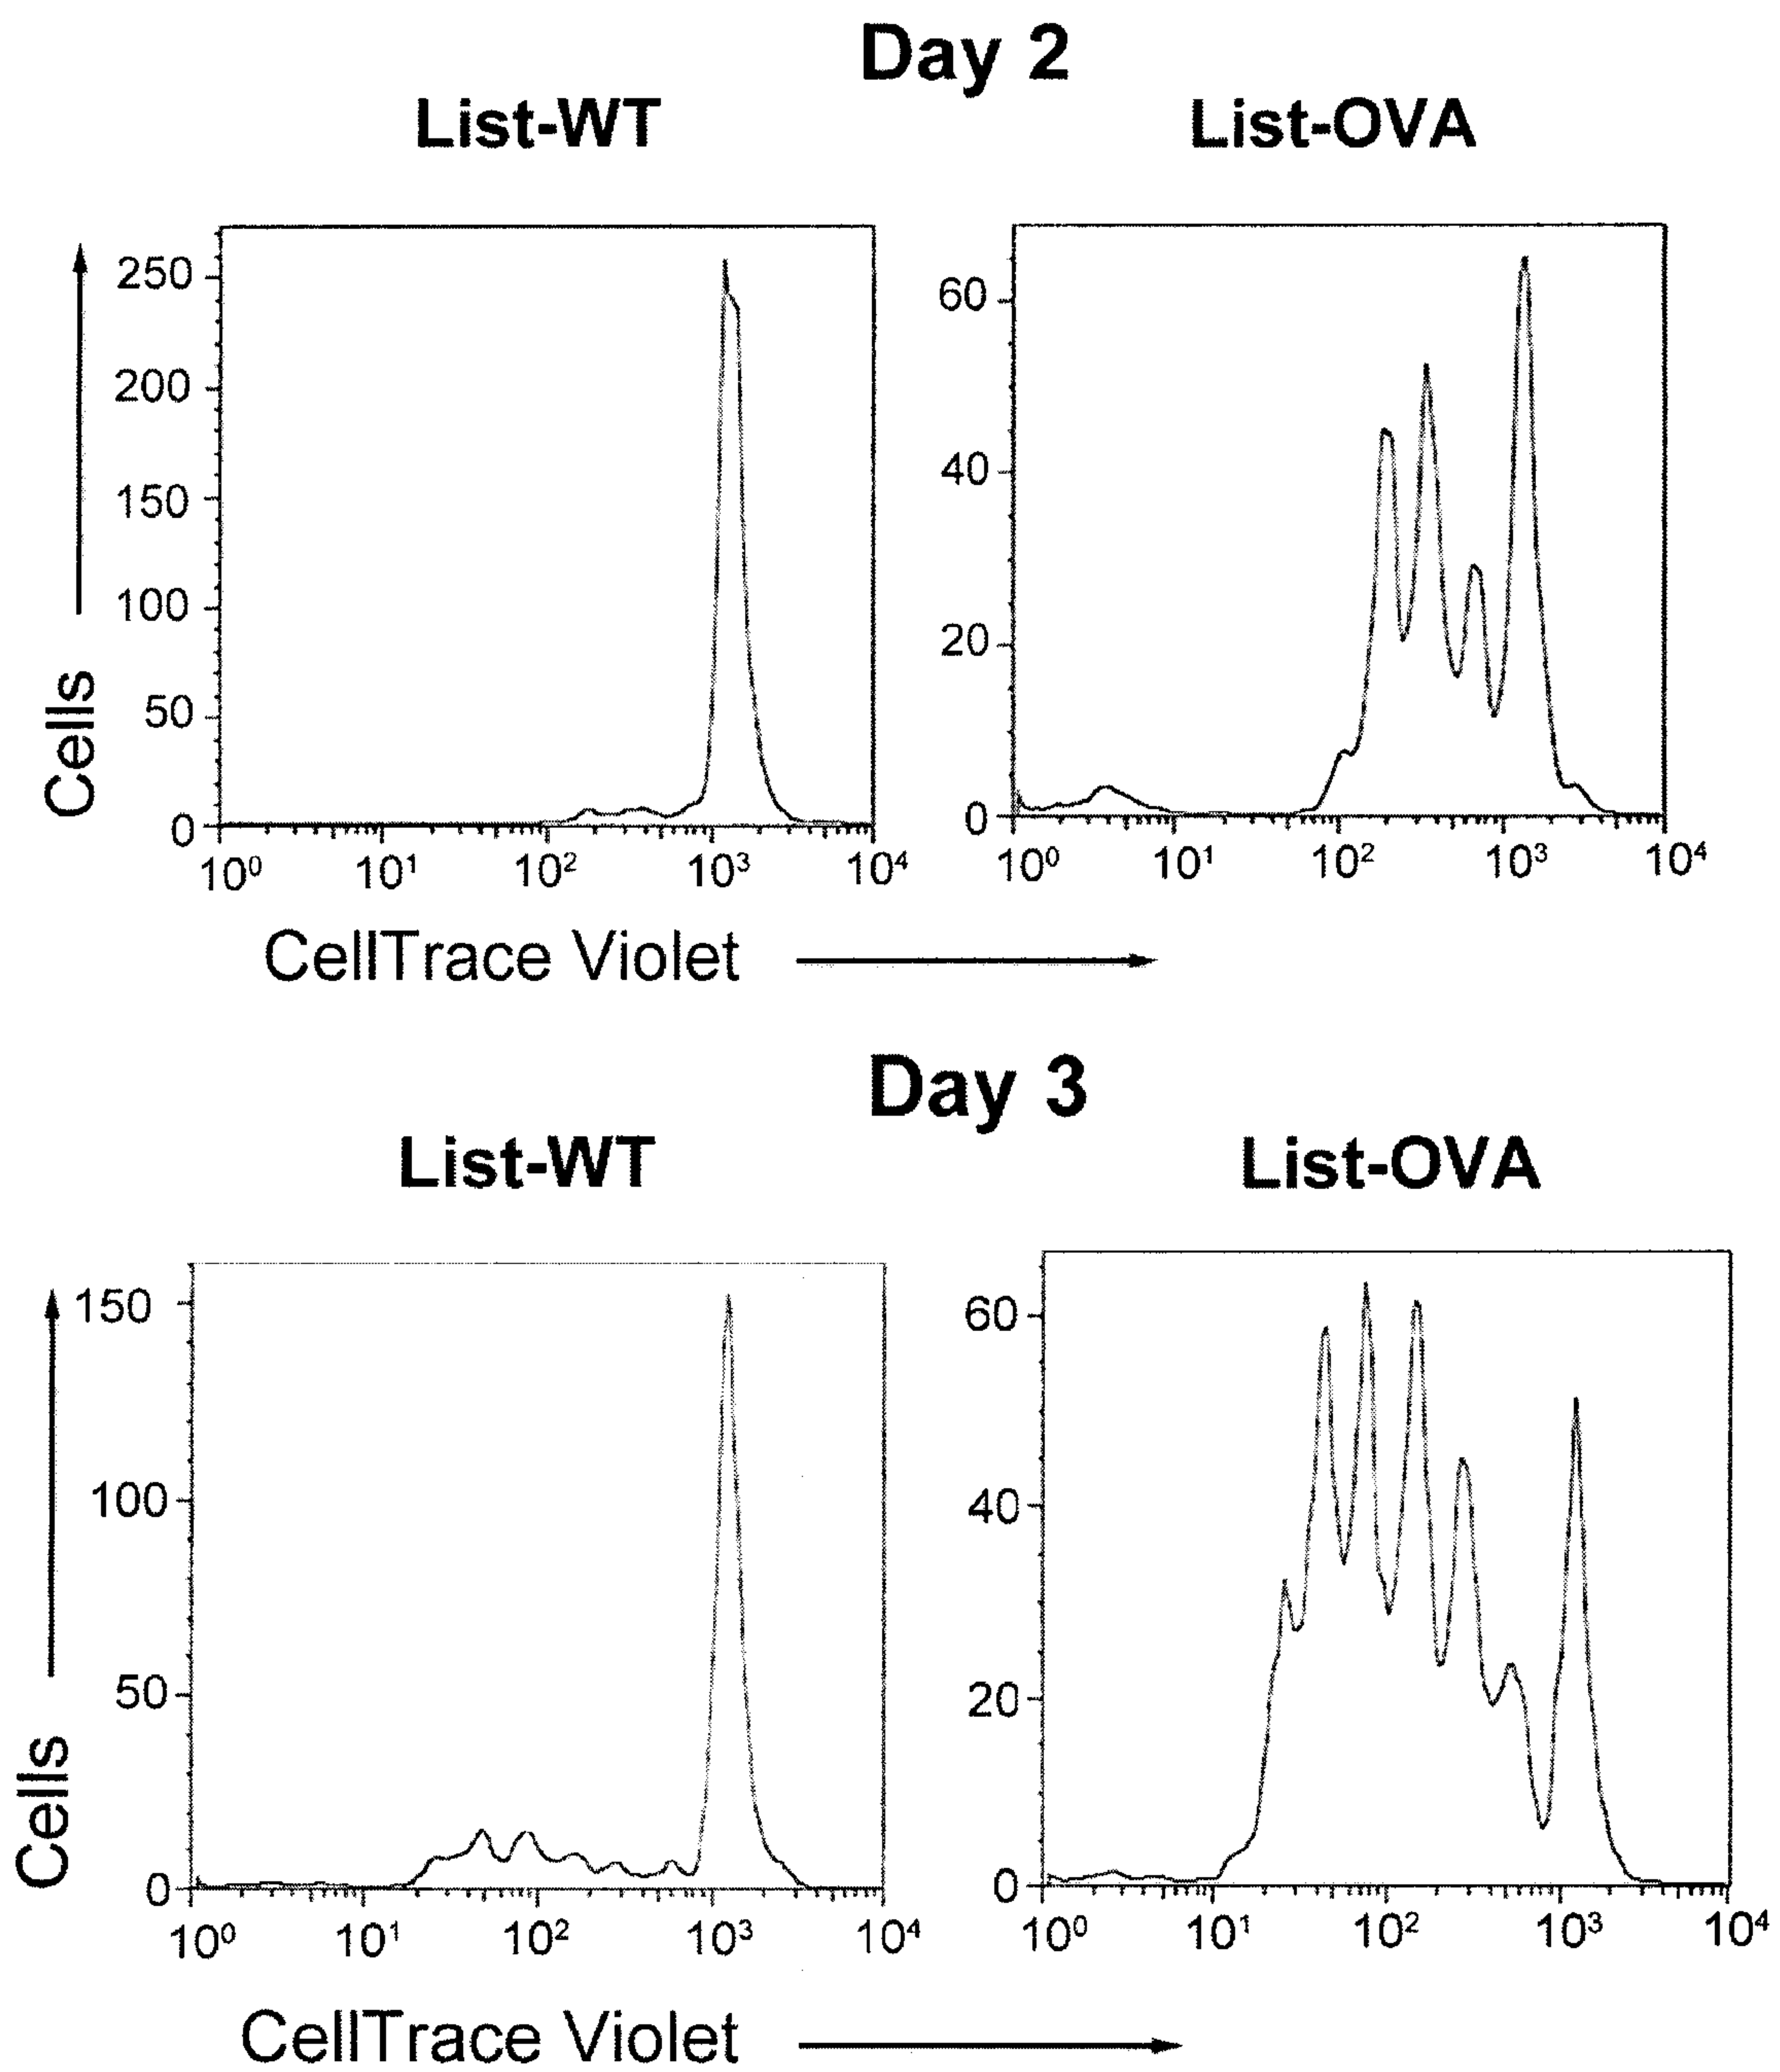 Day 2
List-WT List-OVA
250
200
150
100
50
0
Cells
10⁰ 10¹ 10² 10³ 10⁴
60
40
20
0
10⁰ 10¹ 10² 10³ 10⁴
CellTrace Violet
Day 3
List-WT List-OVA
150
100
50
0
Cells
10⁰ 10¹ 10² 10³ 10⁴
60
40
20
0
10⁰ 10¹ 10² 10³ 10⁴
CellTrace Violet